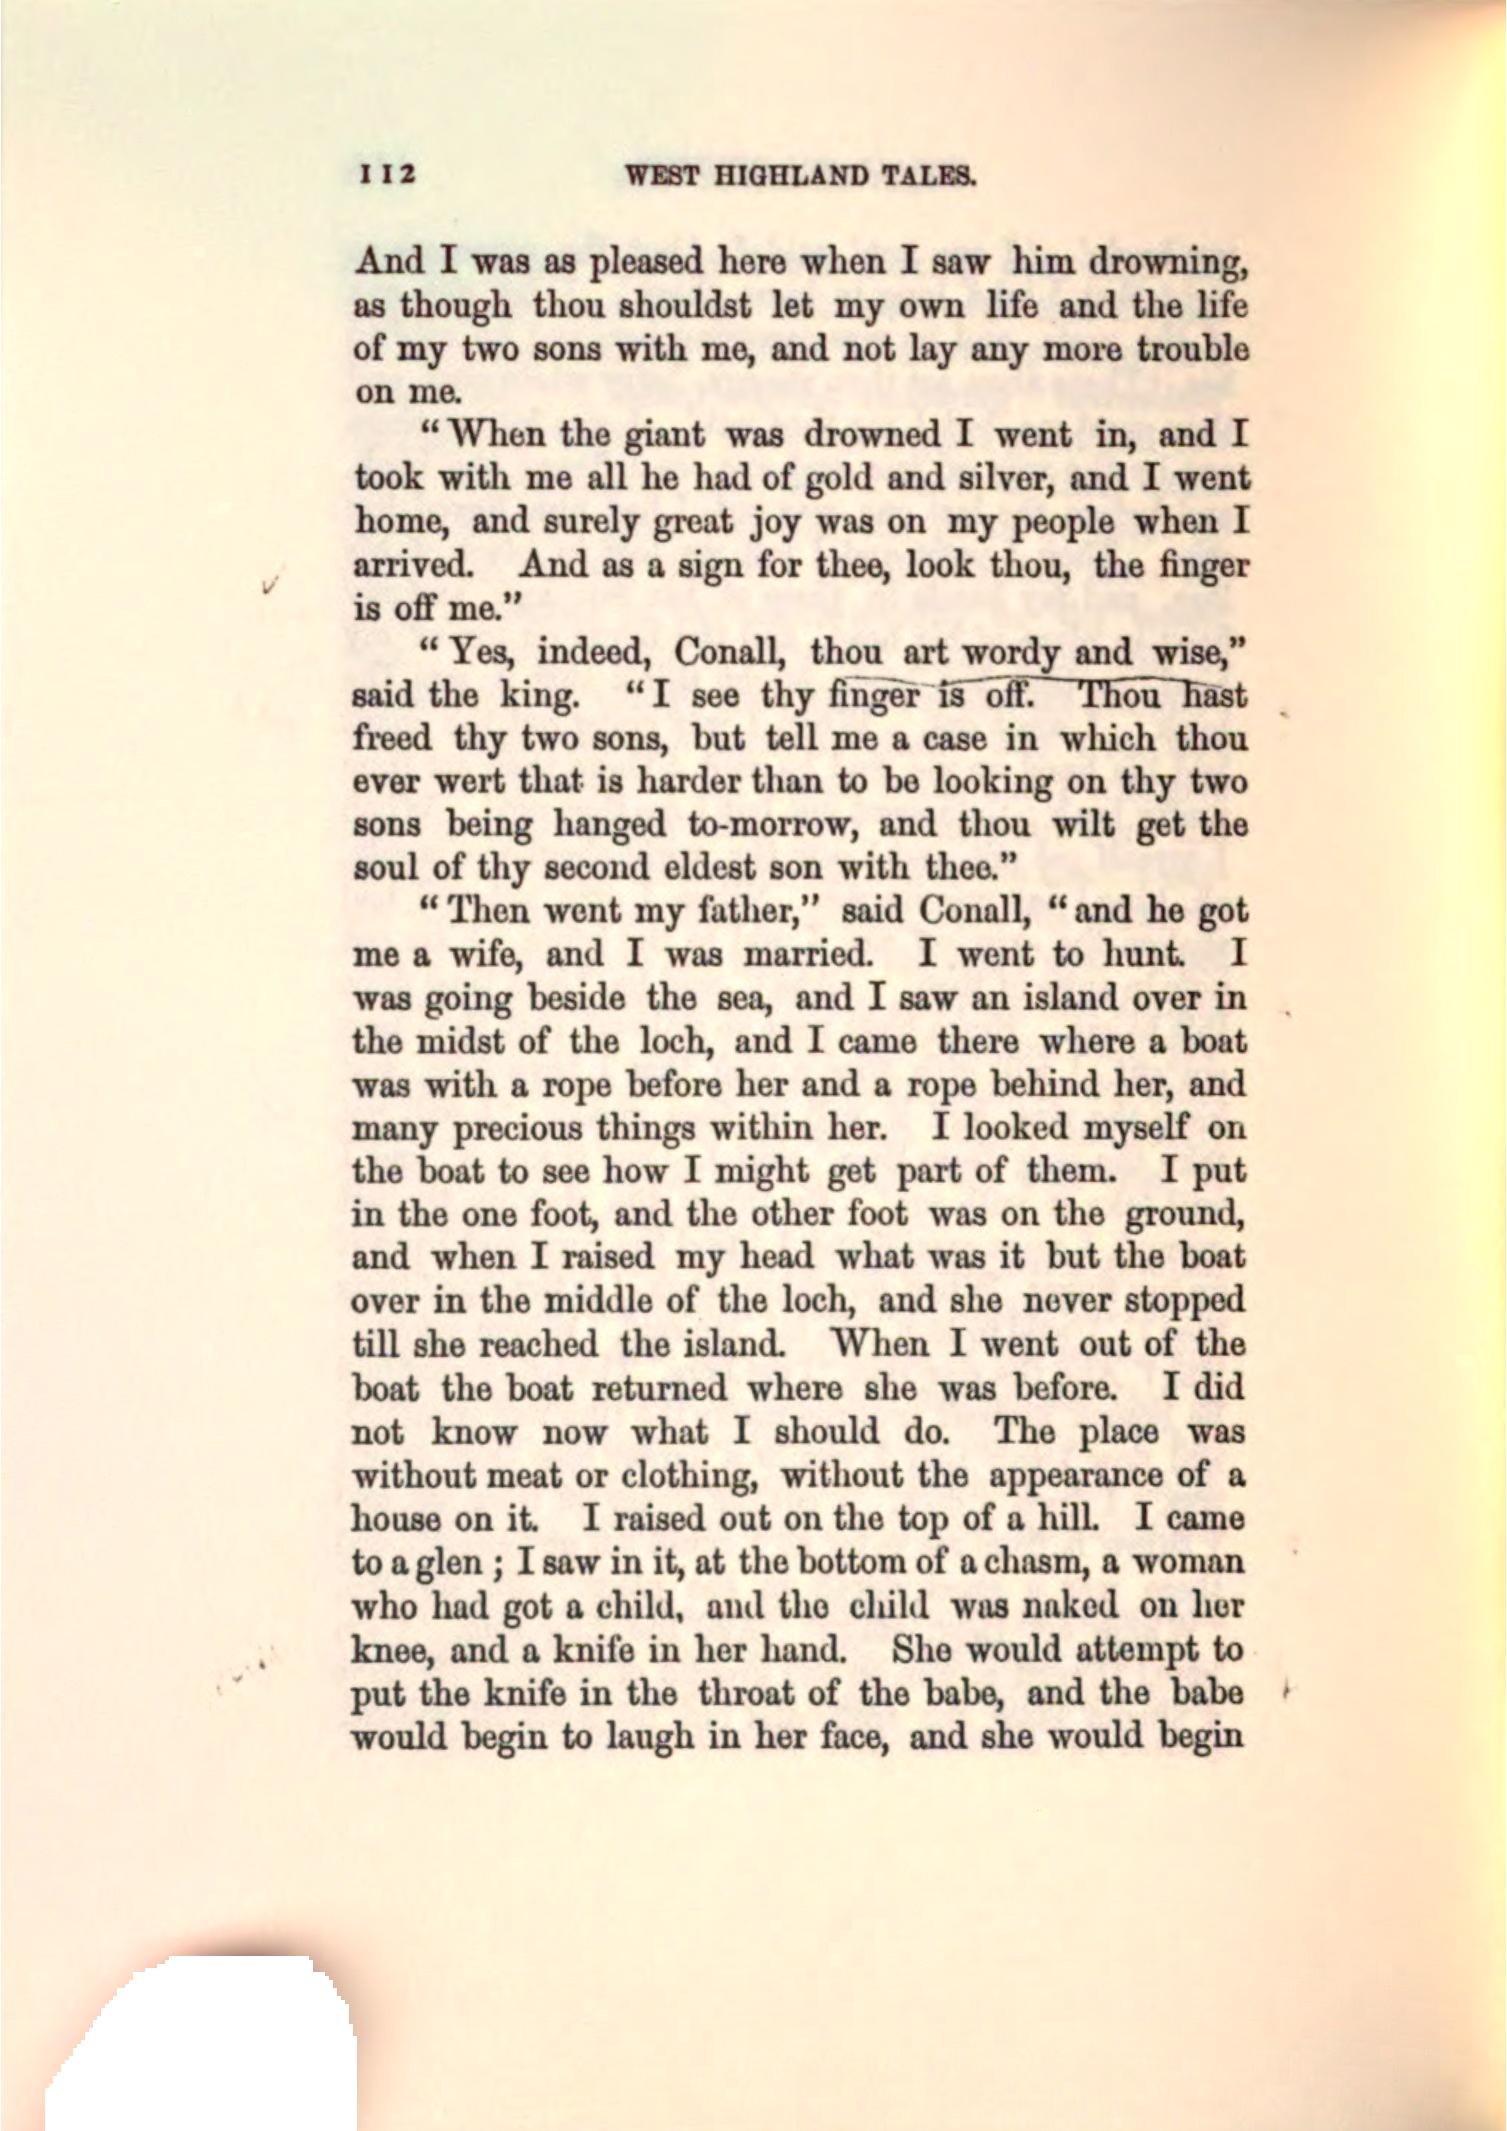 112 WEST HIGHLAND TALES.
And I was as pleased here when I saw him drowning,
as though thou shouldst let my own life and the life
of my two sons with me, and not lay any more trouble
on me.
“When the giant was drowned I went in, and I
took with me all he had of gold and silver, and I went
home, and surely great joy was on my people when I
arrived. And as a sign for thee, look thou, the finger
is off me.”
“Yes, indeed, Conall, thou art wordy and wise,”
said the king. “I see thy finger is off. Thou hast
freed thy two sons, but tell me a case in which thou
ever wert that is harder than to be looking on thy two
sons being hanged to-morrow, and thou wilt get the
soul of thy second eldest son with thee.”
“Then went my father,” said Conall, “and he got
me a wife, and I was married. I went to hunt. I
was going beside the sea, and I saw an island over in
the midst of the loch, and I came there where a boat
was with a rope before her and a rope behind her, and
many precious things within her. I looked myself on
the boat to see how I might get part of them. I put
in the one foot, and the other foot was on the ground,
and when I raised my head what was it but the boat
over in the middle of the loch, and she never stopped
till she reached the island. When I went out of the
boat the boat returned where she was before. I did
not know now what I should do. The place was
without meat or clothing, without the appearance of a
house on it. I raised out on the top of a hill. I came
to a glen ; I saw in it, at the bottom of a chasm, a woman
who had got a child, and the child was naked on her
knee, and a knife in her hand. She would attempt to
put the knife in the throat of the babe, and the babe
would begin to laugh in her face, and she would begin